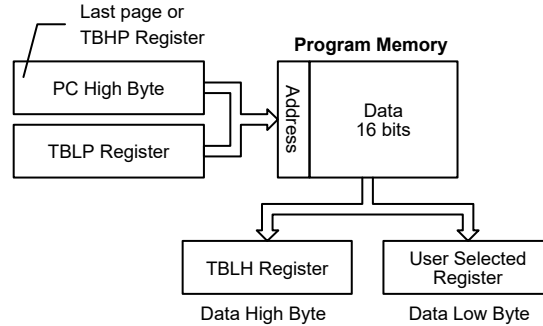 Last page or
TBHP Register
Program Memory
PC High Byte
TBLP Register
Address
Data
16 bits
TBLH Register
User Selected
Register
Data High Byte
Data Low Byte